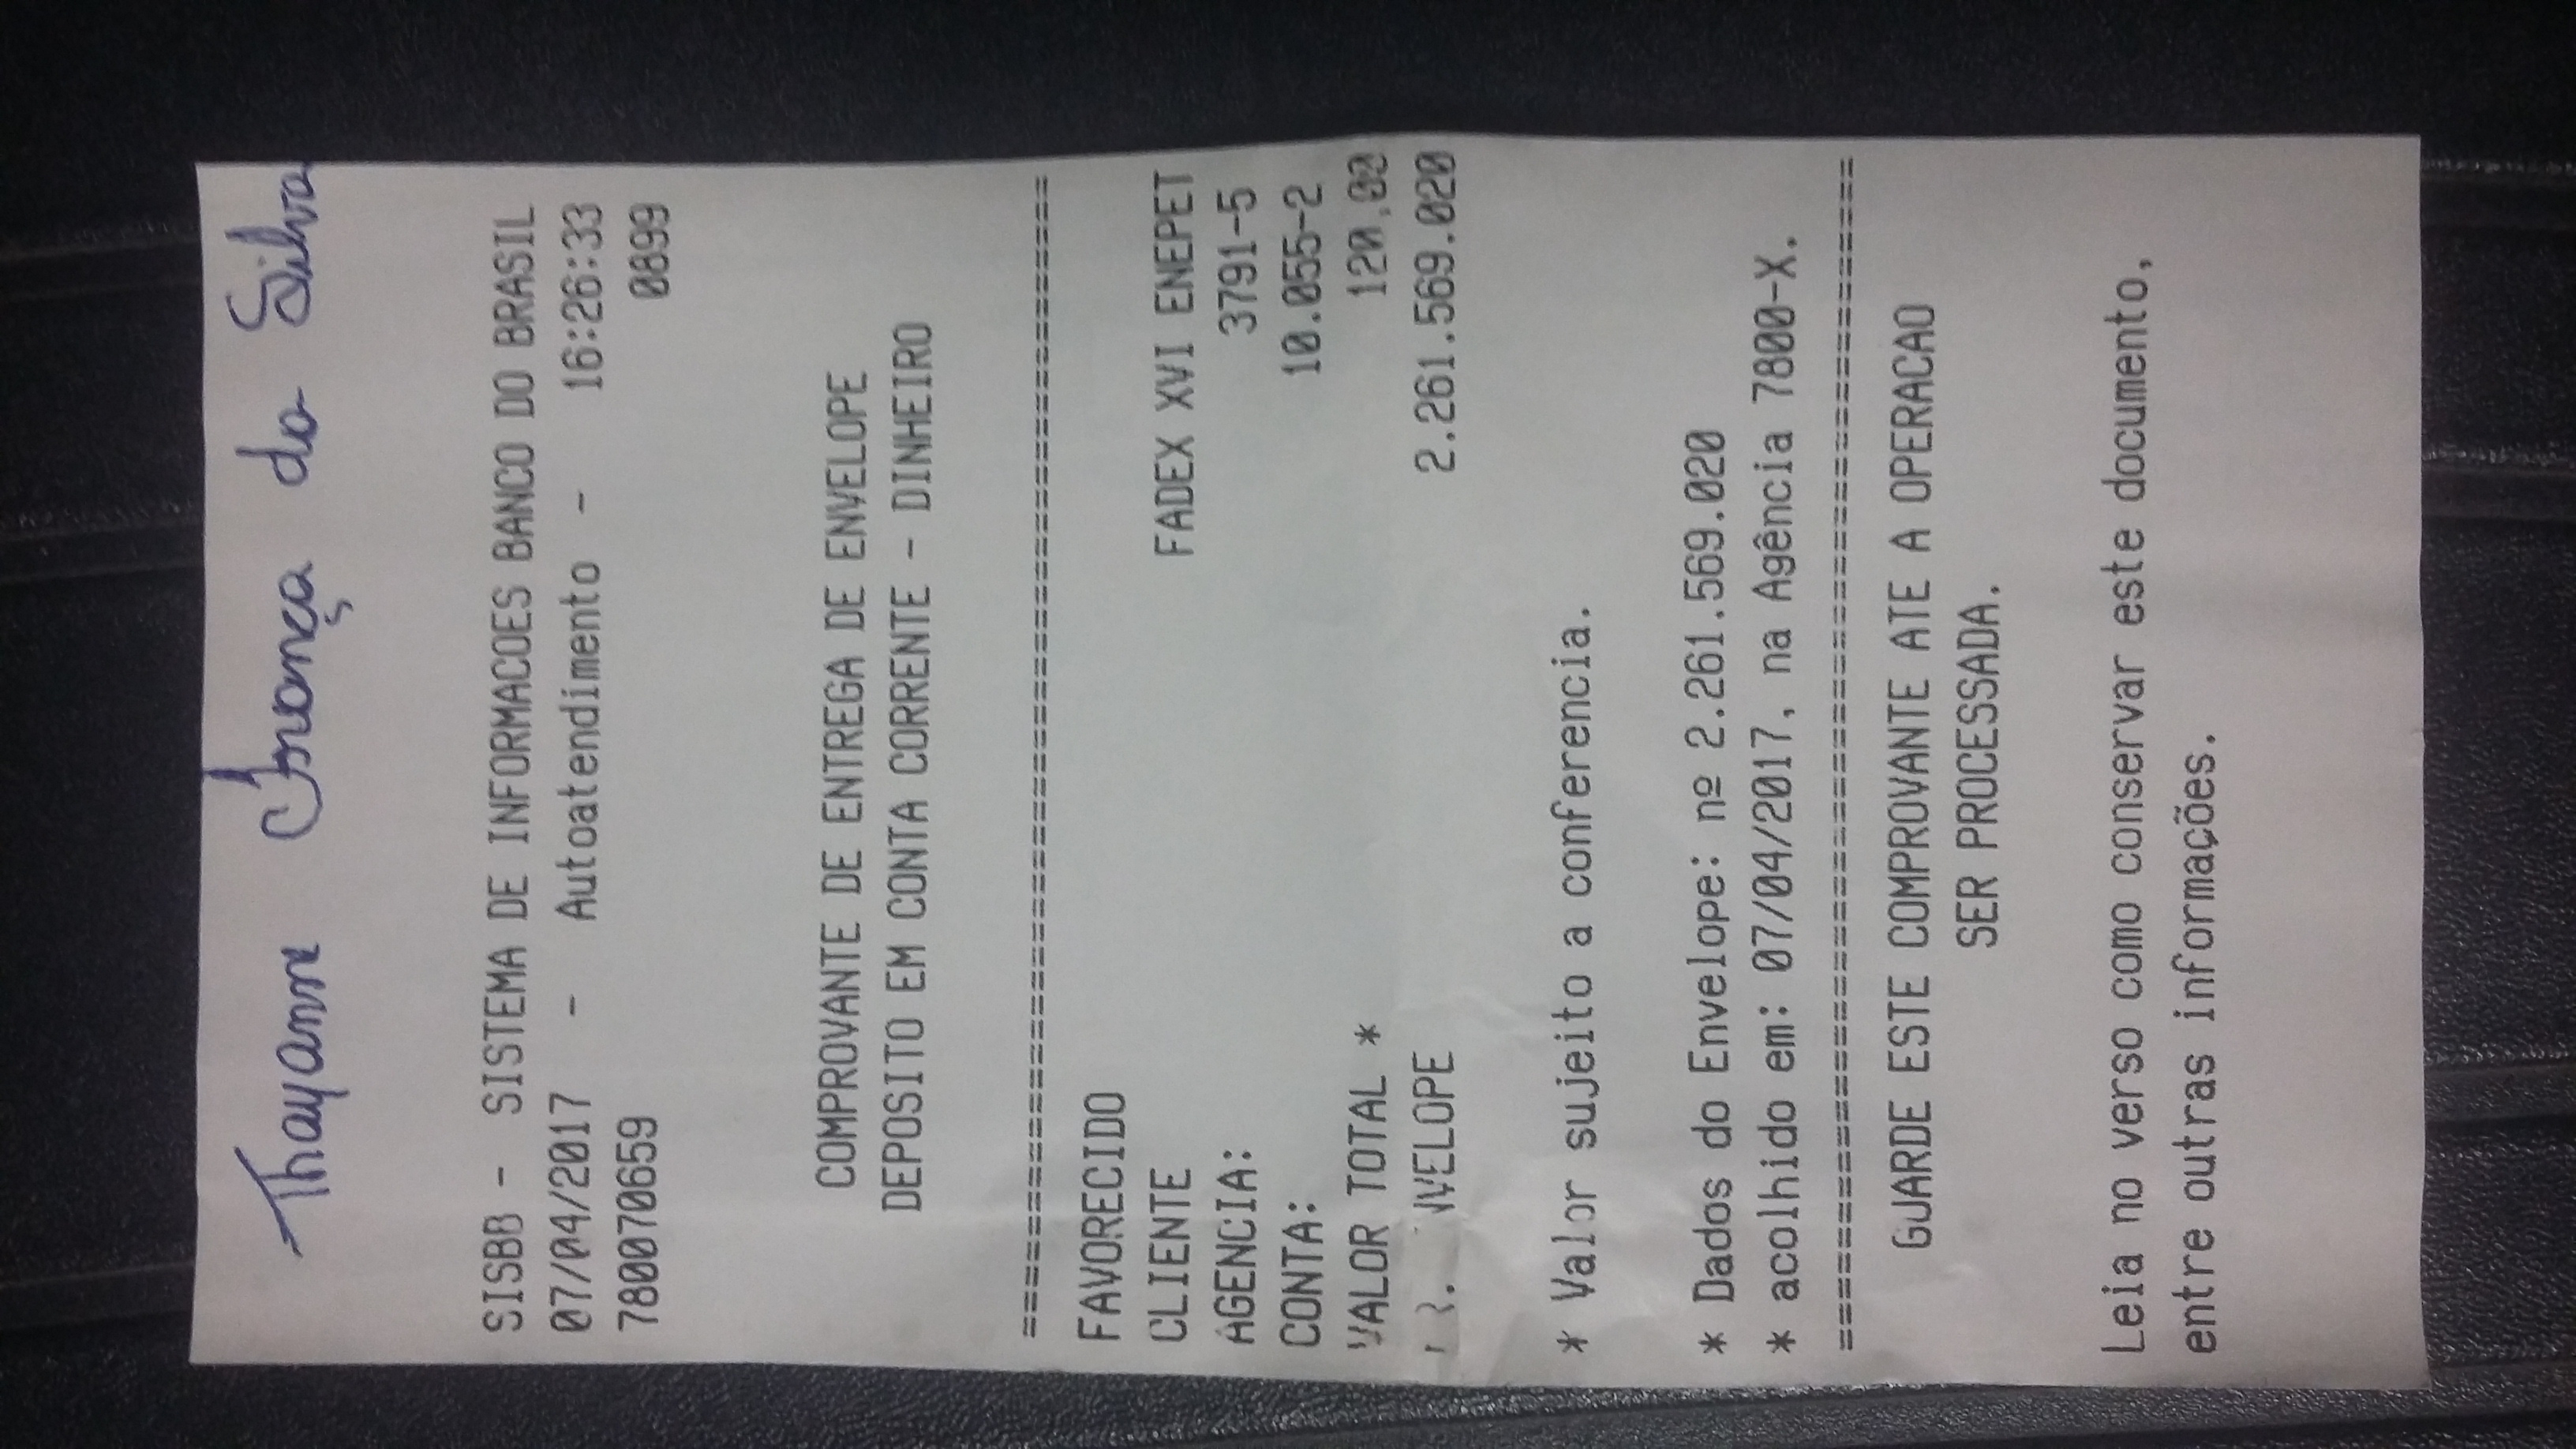 Thayanne França da Silva
SISBB - SISTEMA DE INFORMACOES BANCO DO BRASIL
07/04/2017 - Autoatendimento - 16:26:33
780070659 0899
COMPROVANTE DE ENTREGA DE ENVELOPE
DEPOSITO EM CONTA CORRENTE - DINHEIRO
================================================
FAVORECIDO
CLIENTE FADEX XVI ENEPET
AGENCIA: 3791-5
CONTA: 10.055-2
VALOR TOTAL * 120,00
NR. ENVELOPE 2.261.569.020
* Valor sujeito a conferencia.
* Dados do Envelope: nº 2.261.569.020
* acolhido em: 07/04/2017, na Agência 7800-X.
================================================
GUARDE ESTE COMPROVANTE ATE A OPERACAO
SER PROCESSADA.
Leia no verso como conservar este documento,
entre outras informações.